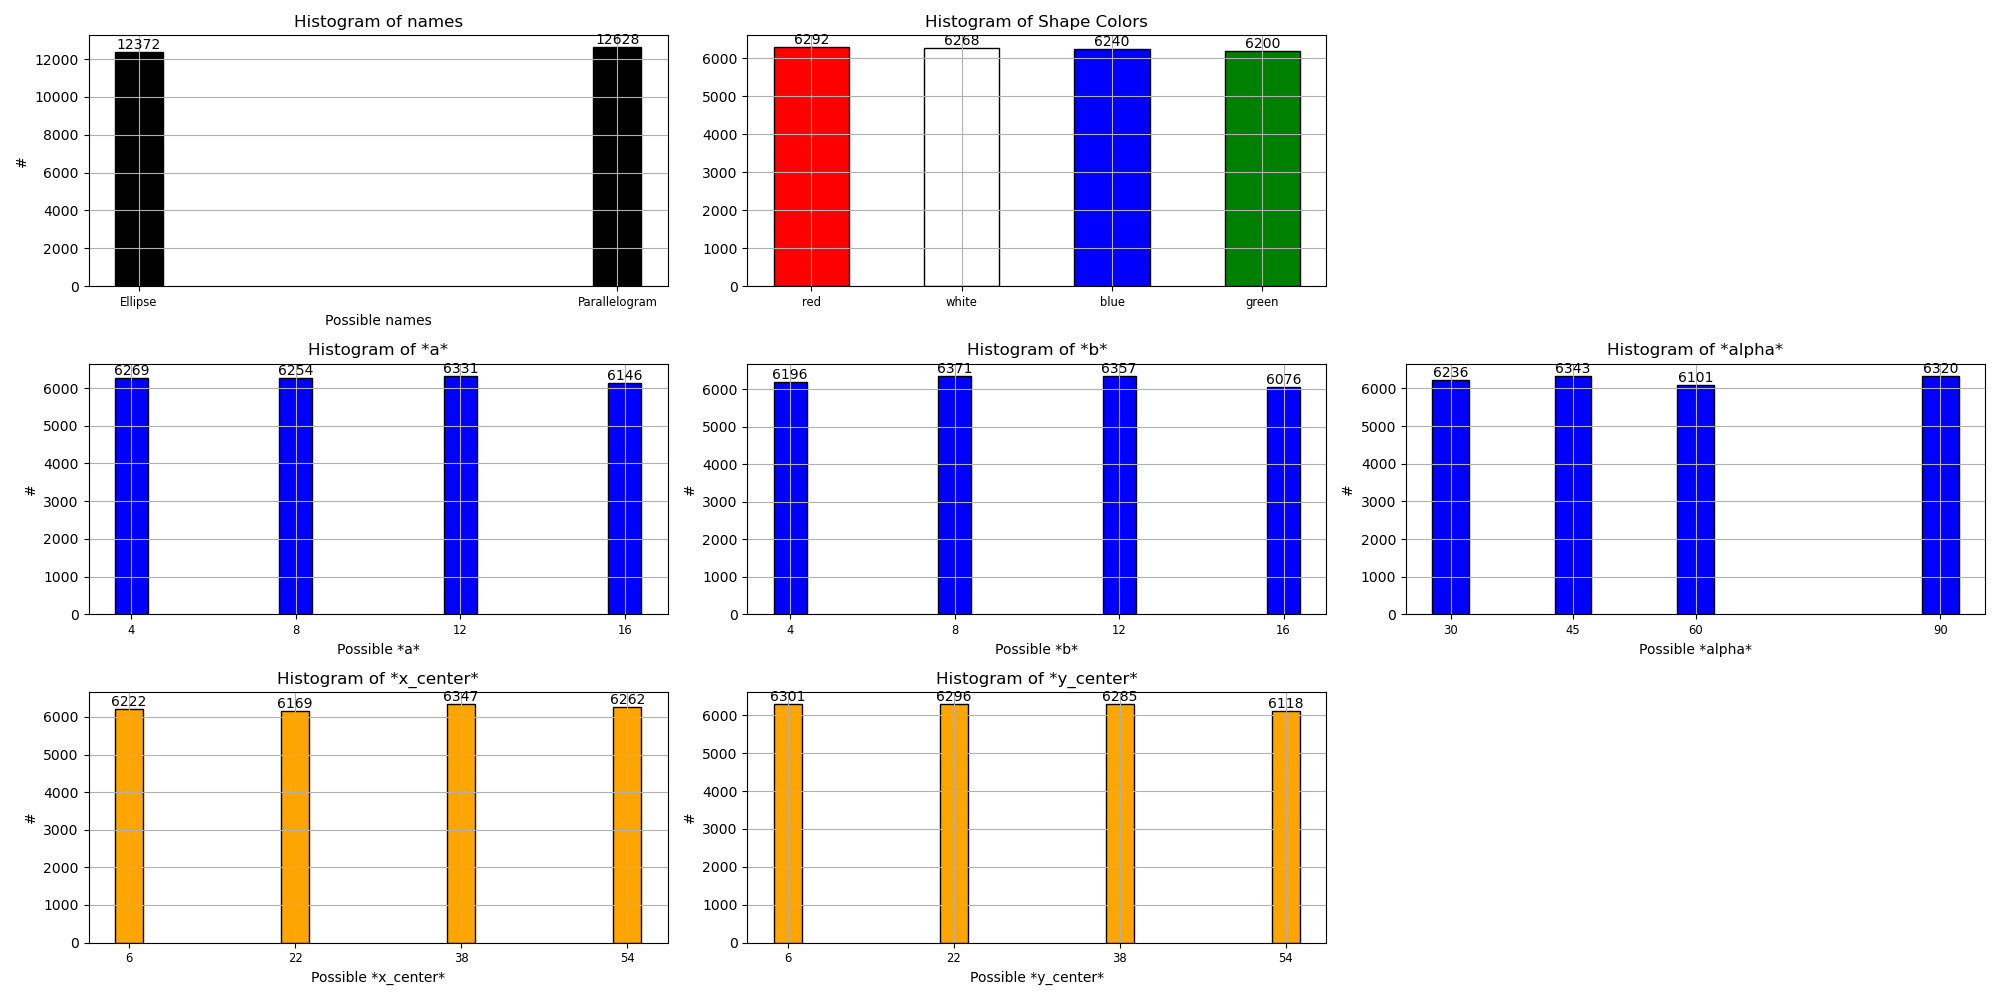 Histogram of names
12372 12628
12000
10000
8000
6000
4000
2000
0
#
Ellipse Parallelogram
Possible names
Histogram of Shape Colors
6292 6268 6240 6200
6000
5000
4000
3000
2000
1000
0
red white blue green
Histogram of *a*
6269 6254 6331 6146
6000
5000
4000
3000
2000
1000
0
#
4 8 12 16
Possible *a*
Histogram of *b*
6196 6371 6357 6076
6000
5000
4000
3000
2000
1000
0
#
4 8 12 16
Possible *b*
Histogram of *alpha*
6236 6343 6101 6320
6000
5000
4000
3000
2000
1000
0
#
30 45 60 90
Possible *alpha*
Histogram of *x_center*
6222 6169 6347 6262
6000
5000
4000
3000
2000
1000
0
#
6 22 38 54
Possible *x_center*
Histogram of *y_center*
6301 6296 6285 6118
6000
5000
4000
3000
2000
1000
0
#
6 22 38 54
Possible *y_center*